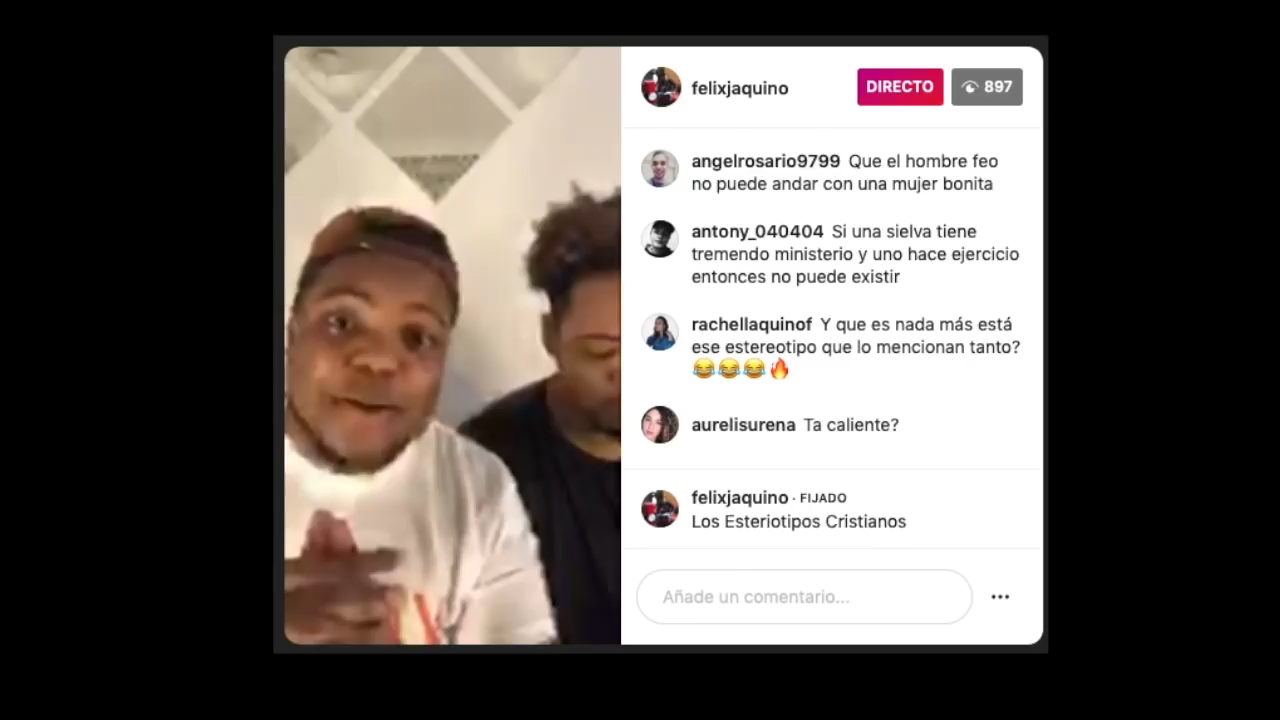 felixjaquino
DIRECTO
897
angelrosario9799 Que el hombre feo
no puede andar con una mujer bonita
antony_040404 Si una sielva tiene
tremendo ministerio y uno hace ejercicio
entonces no puede existir
rachellaquinof Y que es nada más está
ese estereotipo que lo mencionan tanto?
😂😂😂🔥
aurelisurena Ta caliente?
felixjaquino · FIJADO
Los Esteriotipos Cristianos
Añade un comentario...